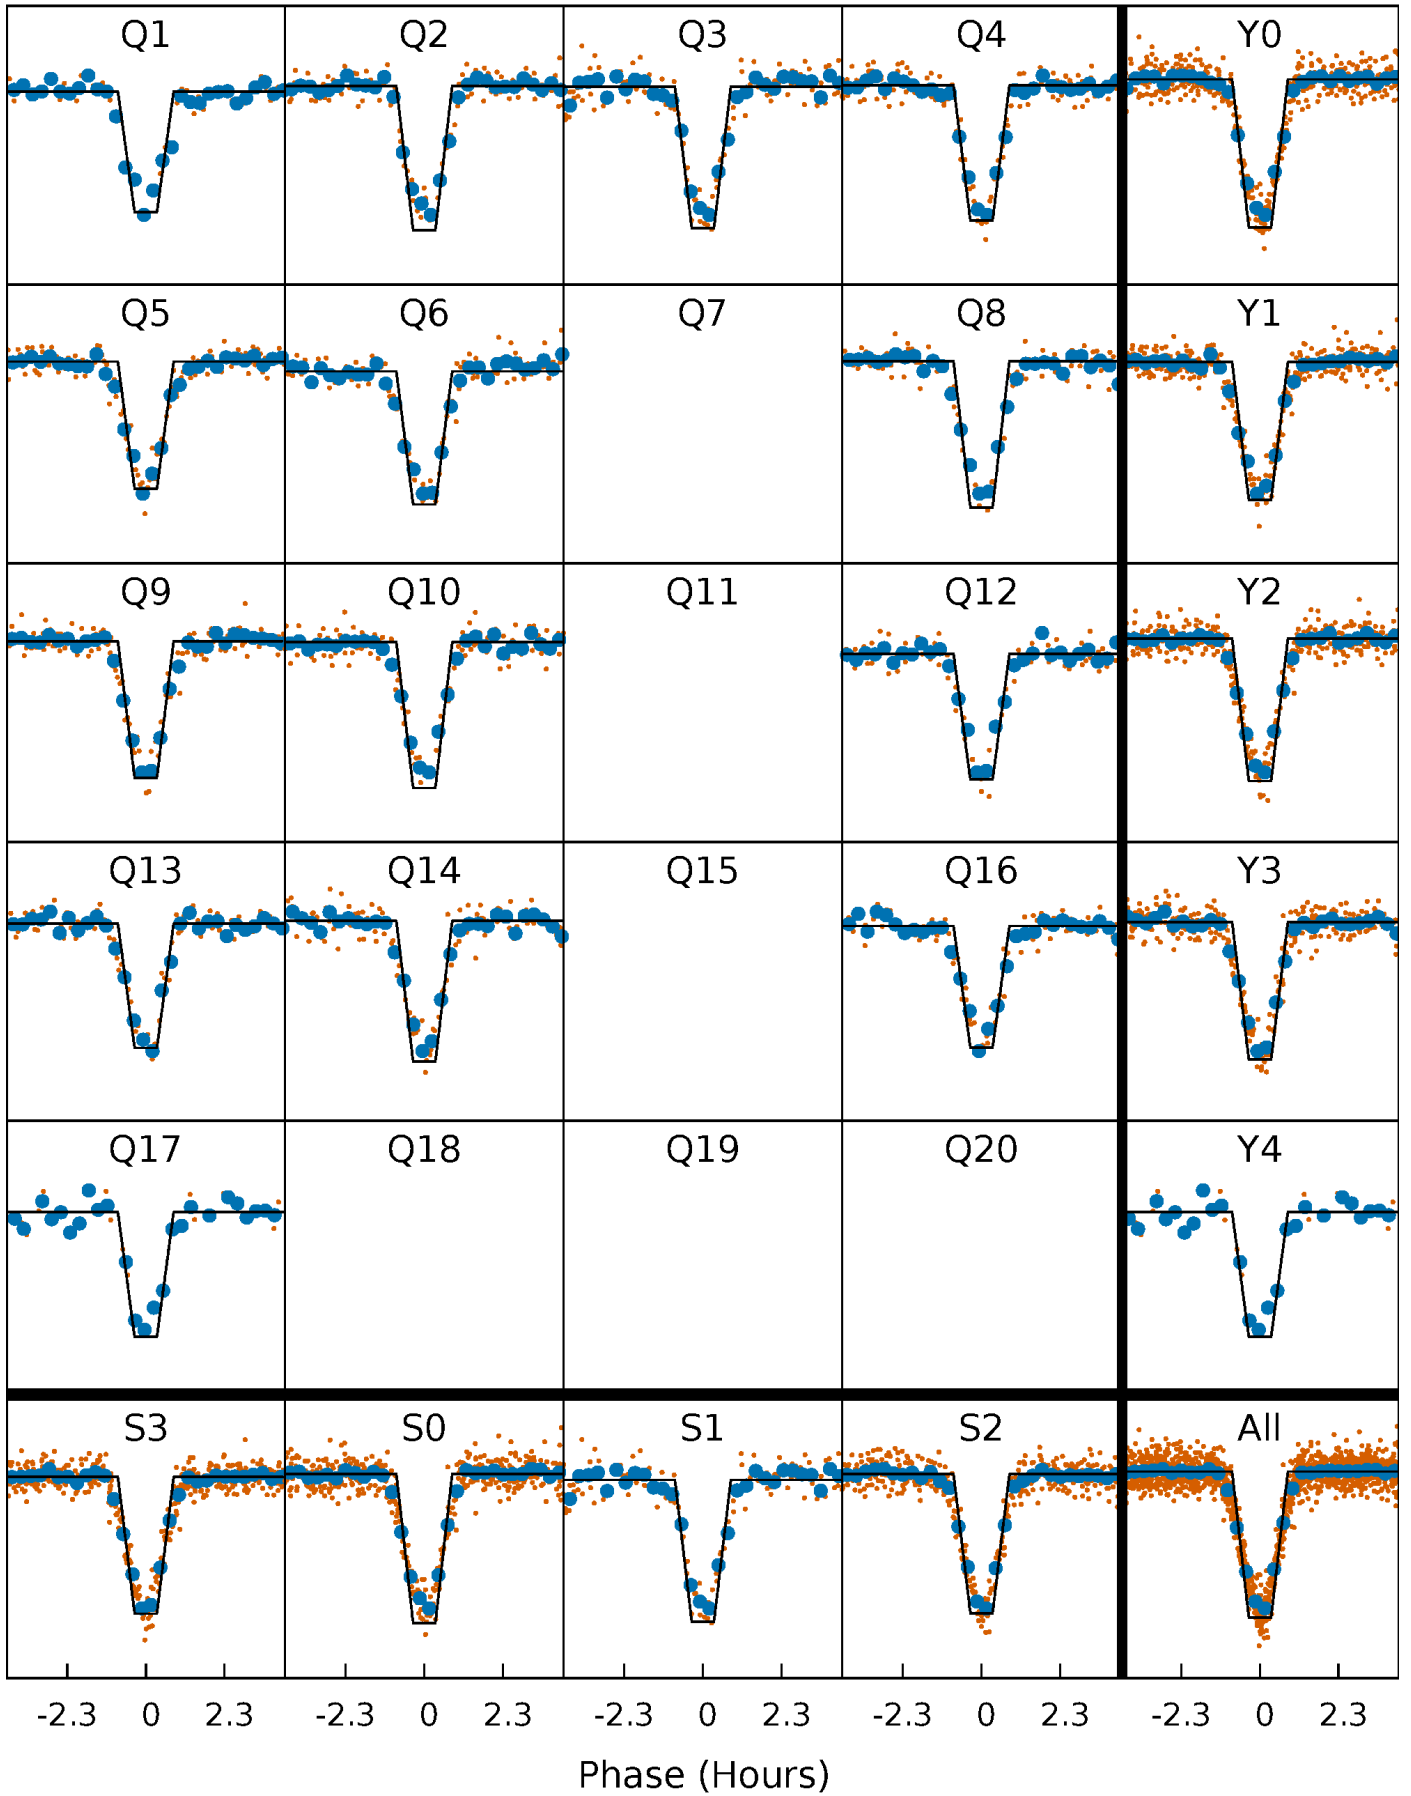 Q1 Q2 Q3 Q4 Y0
Q5 Q6 Q7 Q8 Y1
Q9 Q10 Q11 Q12 Y2
Q13 Q14 Q15 Q16 Y3
Q17 Q18 Q19 Q20 Y4
S3 S0 S1 S2 All
-2.3 0 2.3 -2.3 0 2.3 -2.3 0 2.3 -2.3 0 2.3 -2.3 0 2.3
Phase (Hours)